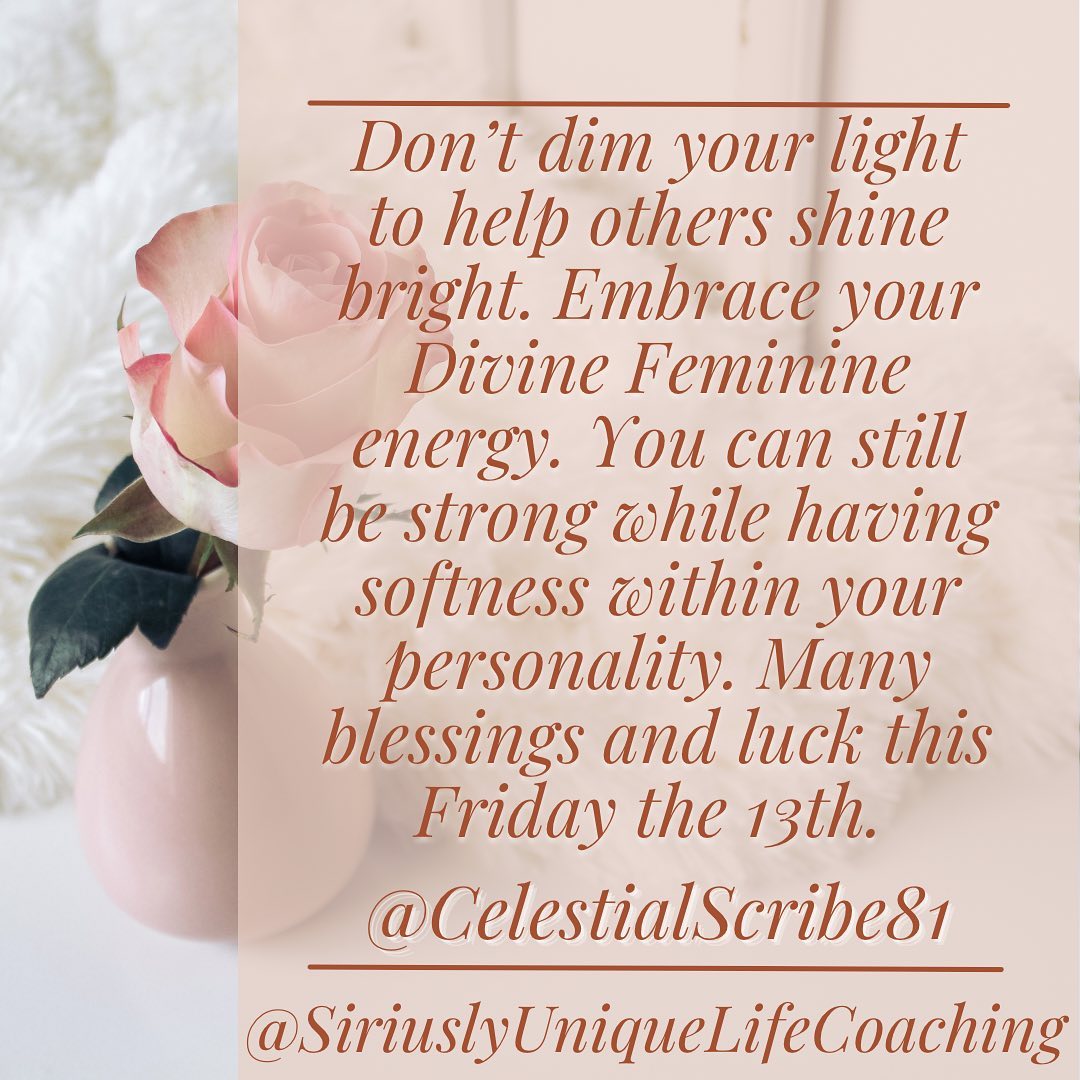 Don’t dim your light
to help others shine
bright. Embrace your
Divine Feminine
energy. You can still
be strong while having
softness within your
personality. Many
blessings and luck this
Friday the 13th.
@CelestialScribe81
@SiriuslyUniqueLifeCoaching